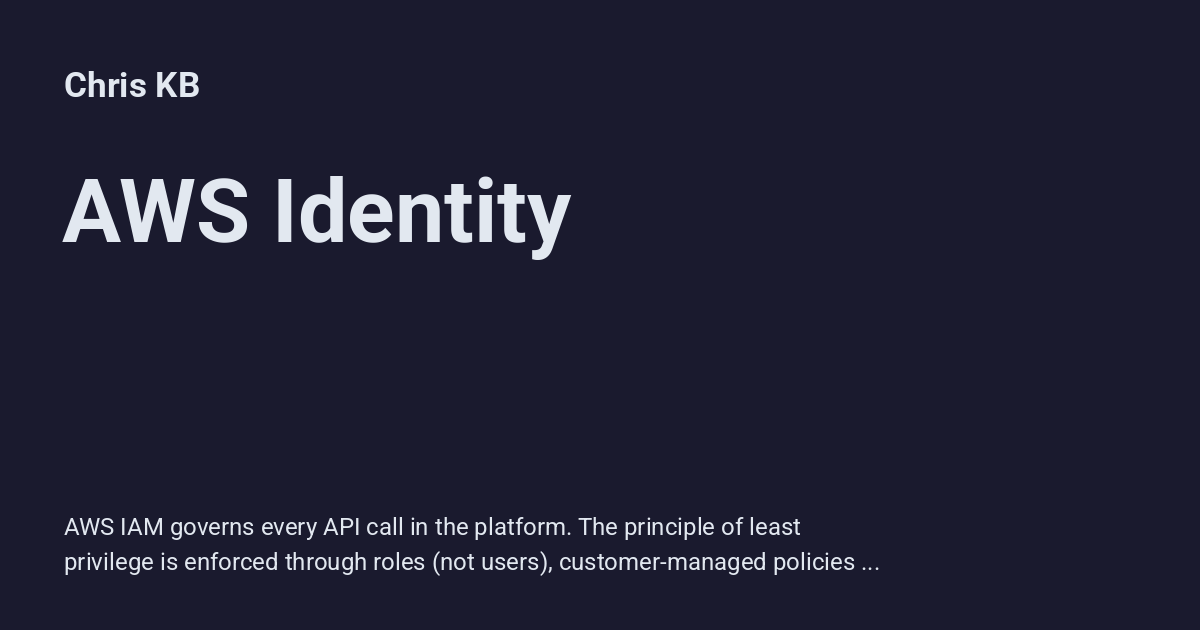 Chris KB
AWS Identity
AWS IAM governs every API call in the platform. The principle of least
privilege is enforced through roles (not users), customer-managed policies ...